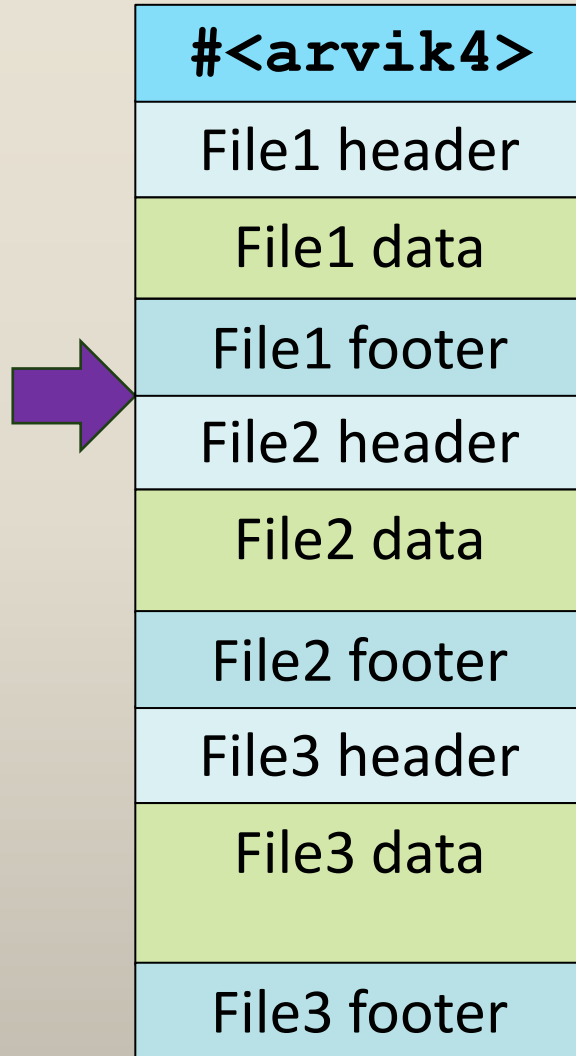 #<arvik4>
File1 header
File1 data
File1 footer
File2 header
File2 data
File2 footer
File3 header
File3 data
File3 footer